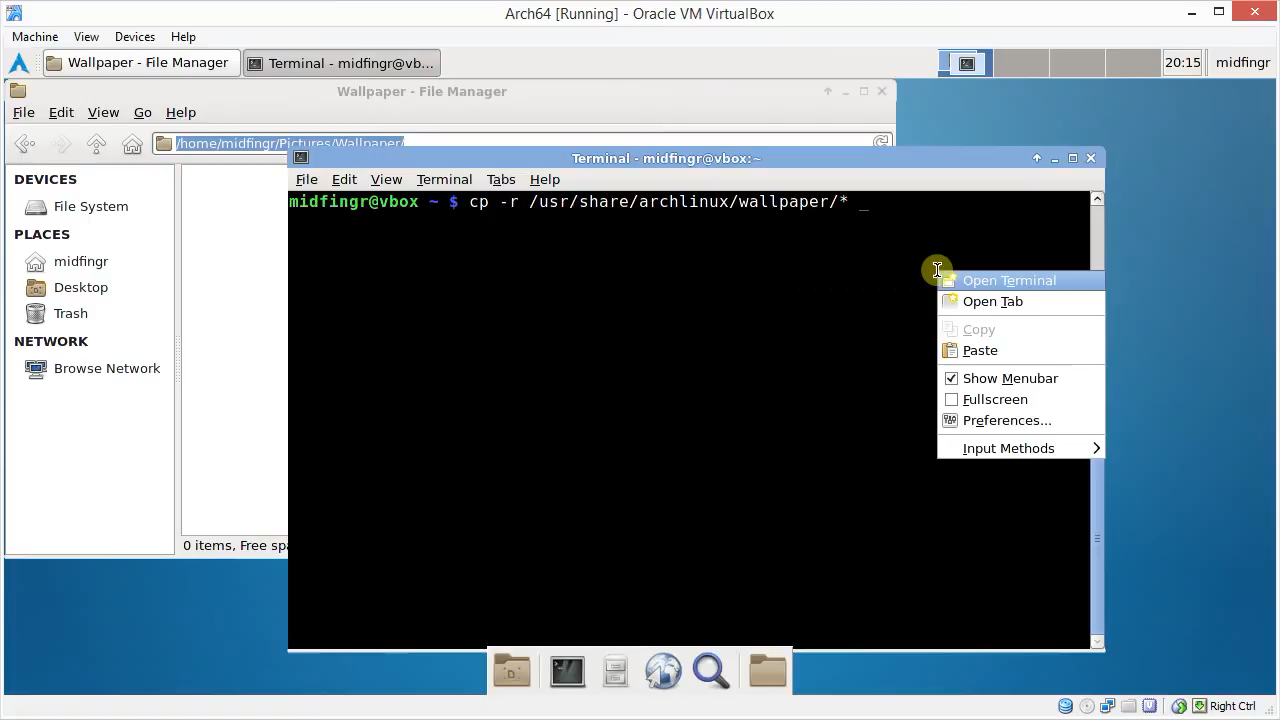 Arch64 [Running] - Oracle VM VirtualBox
Machine View Devices Help
Wallpaper - File Manager
Terminal - midfingr@vb...
20:15
midfingr
Wallpaper - File Manager
File Edit View Go Help
/home/midfingr/Pictures/Wallpaper/
DEVICES
File System
PLACES
midfingr
Desktop
Trash
NETWORK
Browse Network
0 items, Free spa
Terminal - midfingr@vbox:~
File Edit View Terminal Tabs Help
midfingr@vbox ~ $ cp -r /usr/share/archlinux/wallpaper/* _
Open Terminal
Open Tab
Copy
Paste
Show Menubar
Fullscreen
Preferences...
Input Methods
D
Right Ctrl